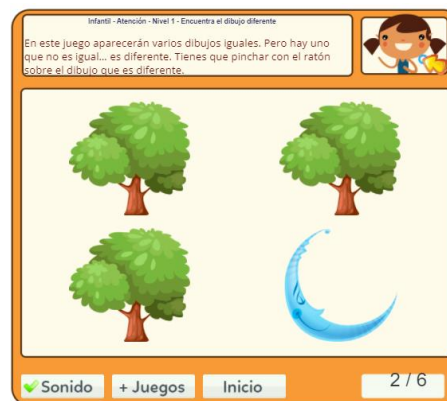 Infantil - Atención - Nivel 1 - Encuentra el dibujo diferente
En este juego aparecerán varios dibujos iguales. Pero hay uno
que no es igual... es diferente. Tienes que pinchar con el ratón
sobre el dibujo que es diferente.
Sonido + Juegos Inicio 2 / 6